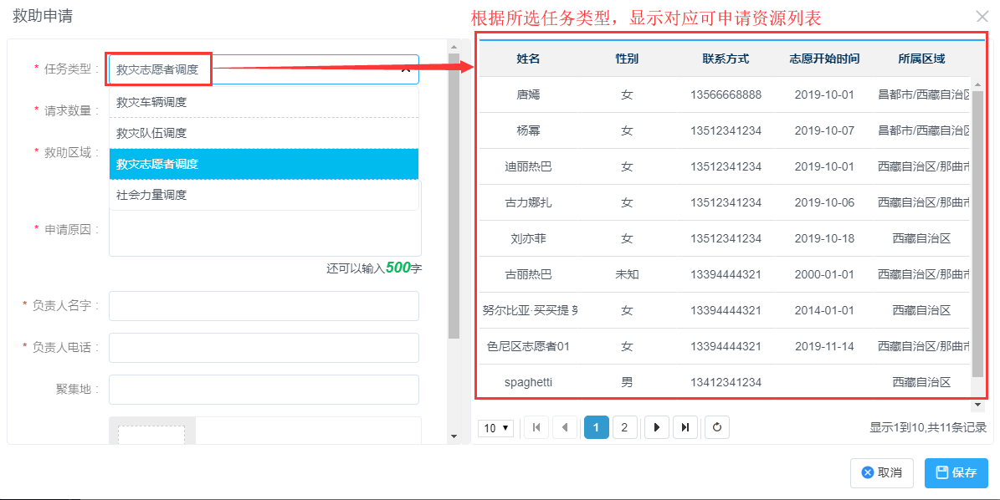 救助申请
根据所选任务类型，显示对应可申请资源列表
* 任务类型： 救灾志愿者调度
救灾车辆调度
救灾队伍调度
救灾志愿者调度
社会力量调度
* 请求数量：
* 救助区域：
* 申请原因：
还可以输入500字
* 负责人名字：
* 负责人电话：
聚集地：
姓名 性别 联系方式 志愿开始时间 所属区域
唐嫣 女 13566668888 2019-10-01 昌都市/西藏自治区
杨幂 女 13512341234 2019-10-07 昌都市/西藏自治区
迪丽热巴 女 13512341234 2019-10-01 西藏自治区/那曲市
古力娜扎 女 13512341234 2019-10-06 西藏自治区/那曲市
刘亦菲 女 13512341234 2019-10-18 西藏自治区
古丽热巴 未知 13394444321 2000-01-01 西藏自治区/那曲市
努尔比亚·买买提 女 13394444321 2014-01-01 西藏自治区
色尼区志愿者01 女 13394444321 2019-11-14 西藏自治区/那曲市
spaghetti 男 13412341234 西藏自治区
10 1 2 显示1到10,共11条记录
取消 保存